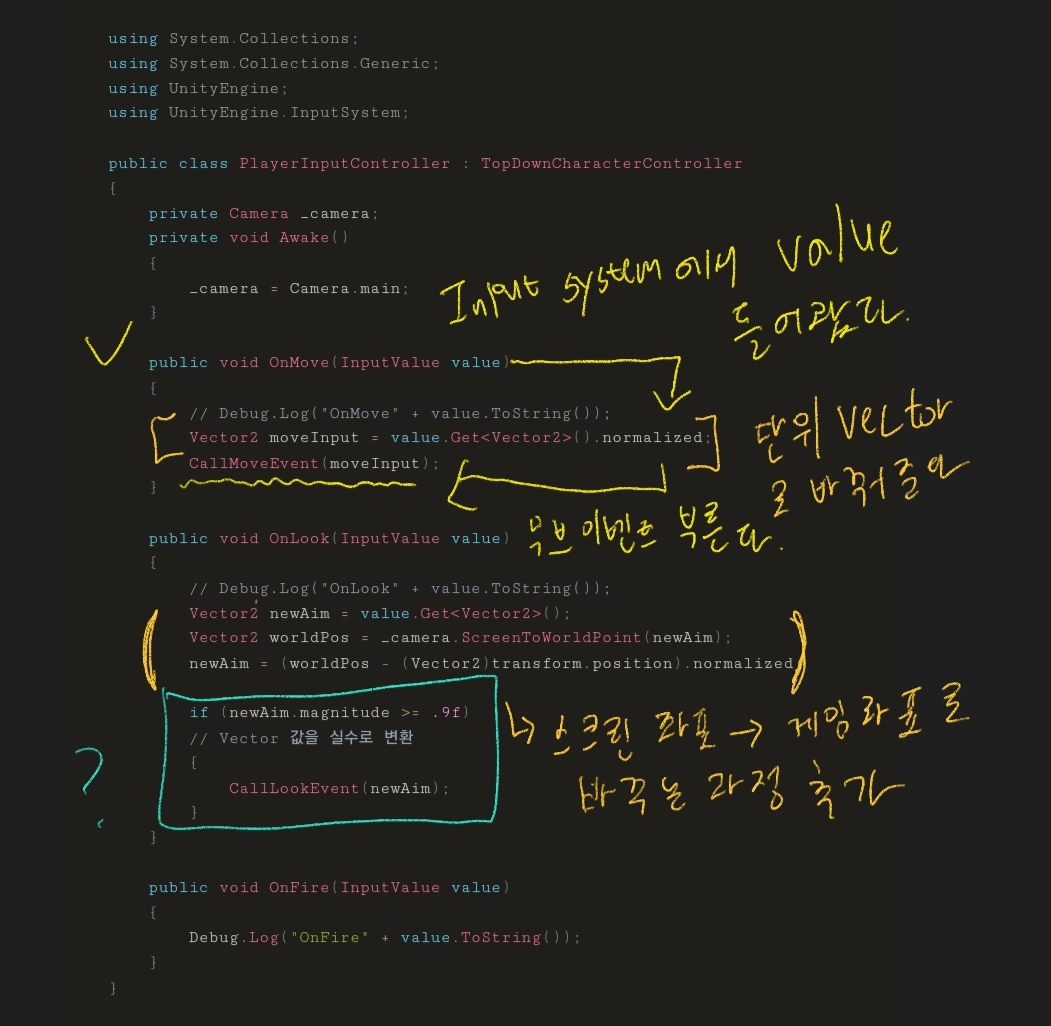 using System.Collections;
using System.Collections.Generic;
using UnityEngine;
using UnityEngine.InputSystem;
public class PlayerInputController : TopDownCharacterController
{
    private Camera _camera;
    private void Awake()
    {
        _camera = Camera.main;
    }
Input system에서 value
들어왔다.
    public void OnMove(InputValue value)
    {
        // Debug.Log("OnMove" + value.ToString());
        Vector2 moveInput = value.Get<Vector2>().normalized;
        CallMoveEvent(moveInput);
    }
단위 vector
로 바꿔줌
무브이벤트 부른다.
    public void OnLook(InputValue value)
    {
        // Debug.Log("OnLook" + value.ToString());
        Vector2 newAim = value.Get<Vector2>();
        Vector2 worldPos = _camera.ScreenToWorldPoint(newAim);
        newAim = (worldPos - (Vector2)transform.position).normalized
        if (newAim.magnitude >= .9f)
        // Vector 값을 실수로 변환
        {
            CallLookEvent(newAim);
        }
    }
?
↳ 스크린 좌표 → 게임좌표로
바꾸는 과정 추가
    public void OnFire(InputValue value)
    {
        Debug.Log("OnFire" + value.ToString());
    }
}